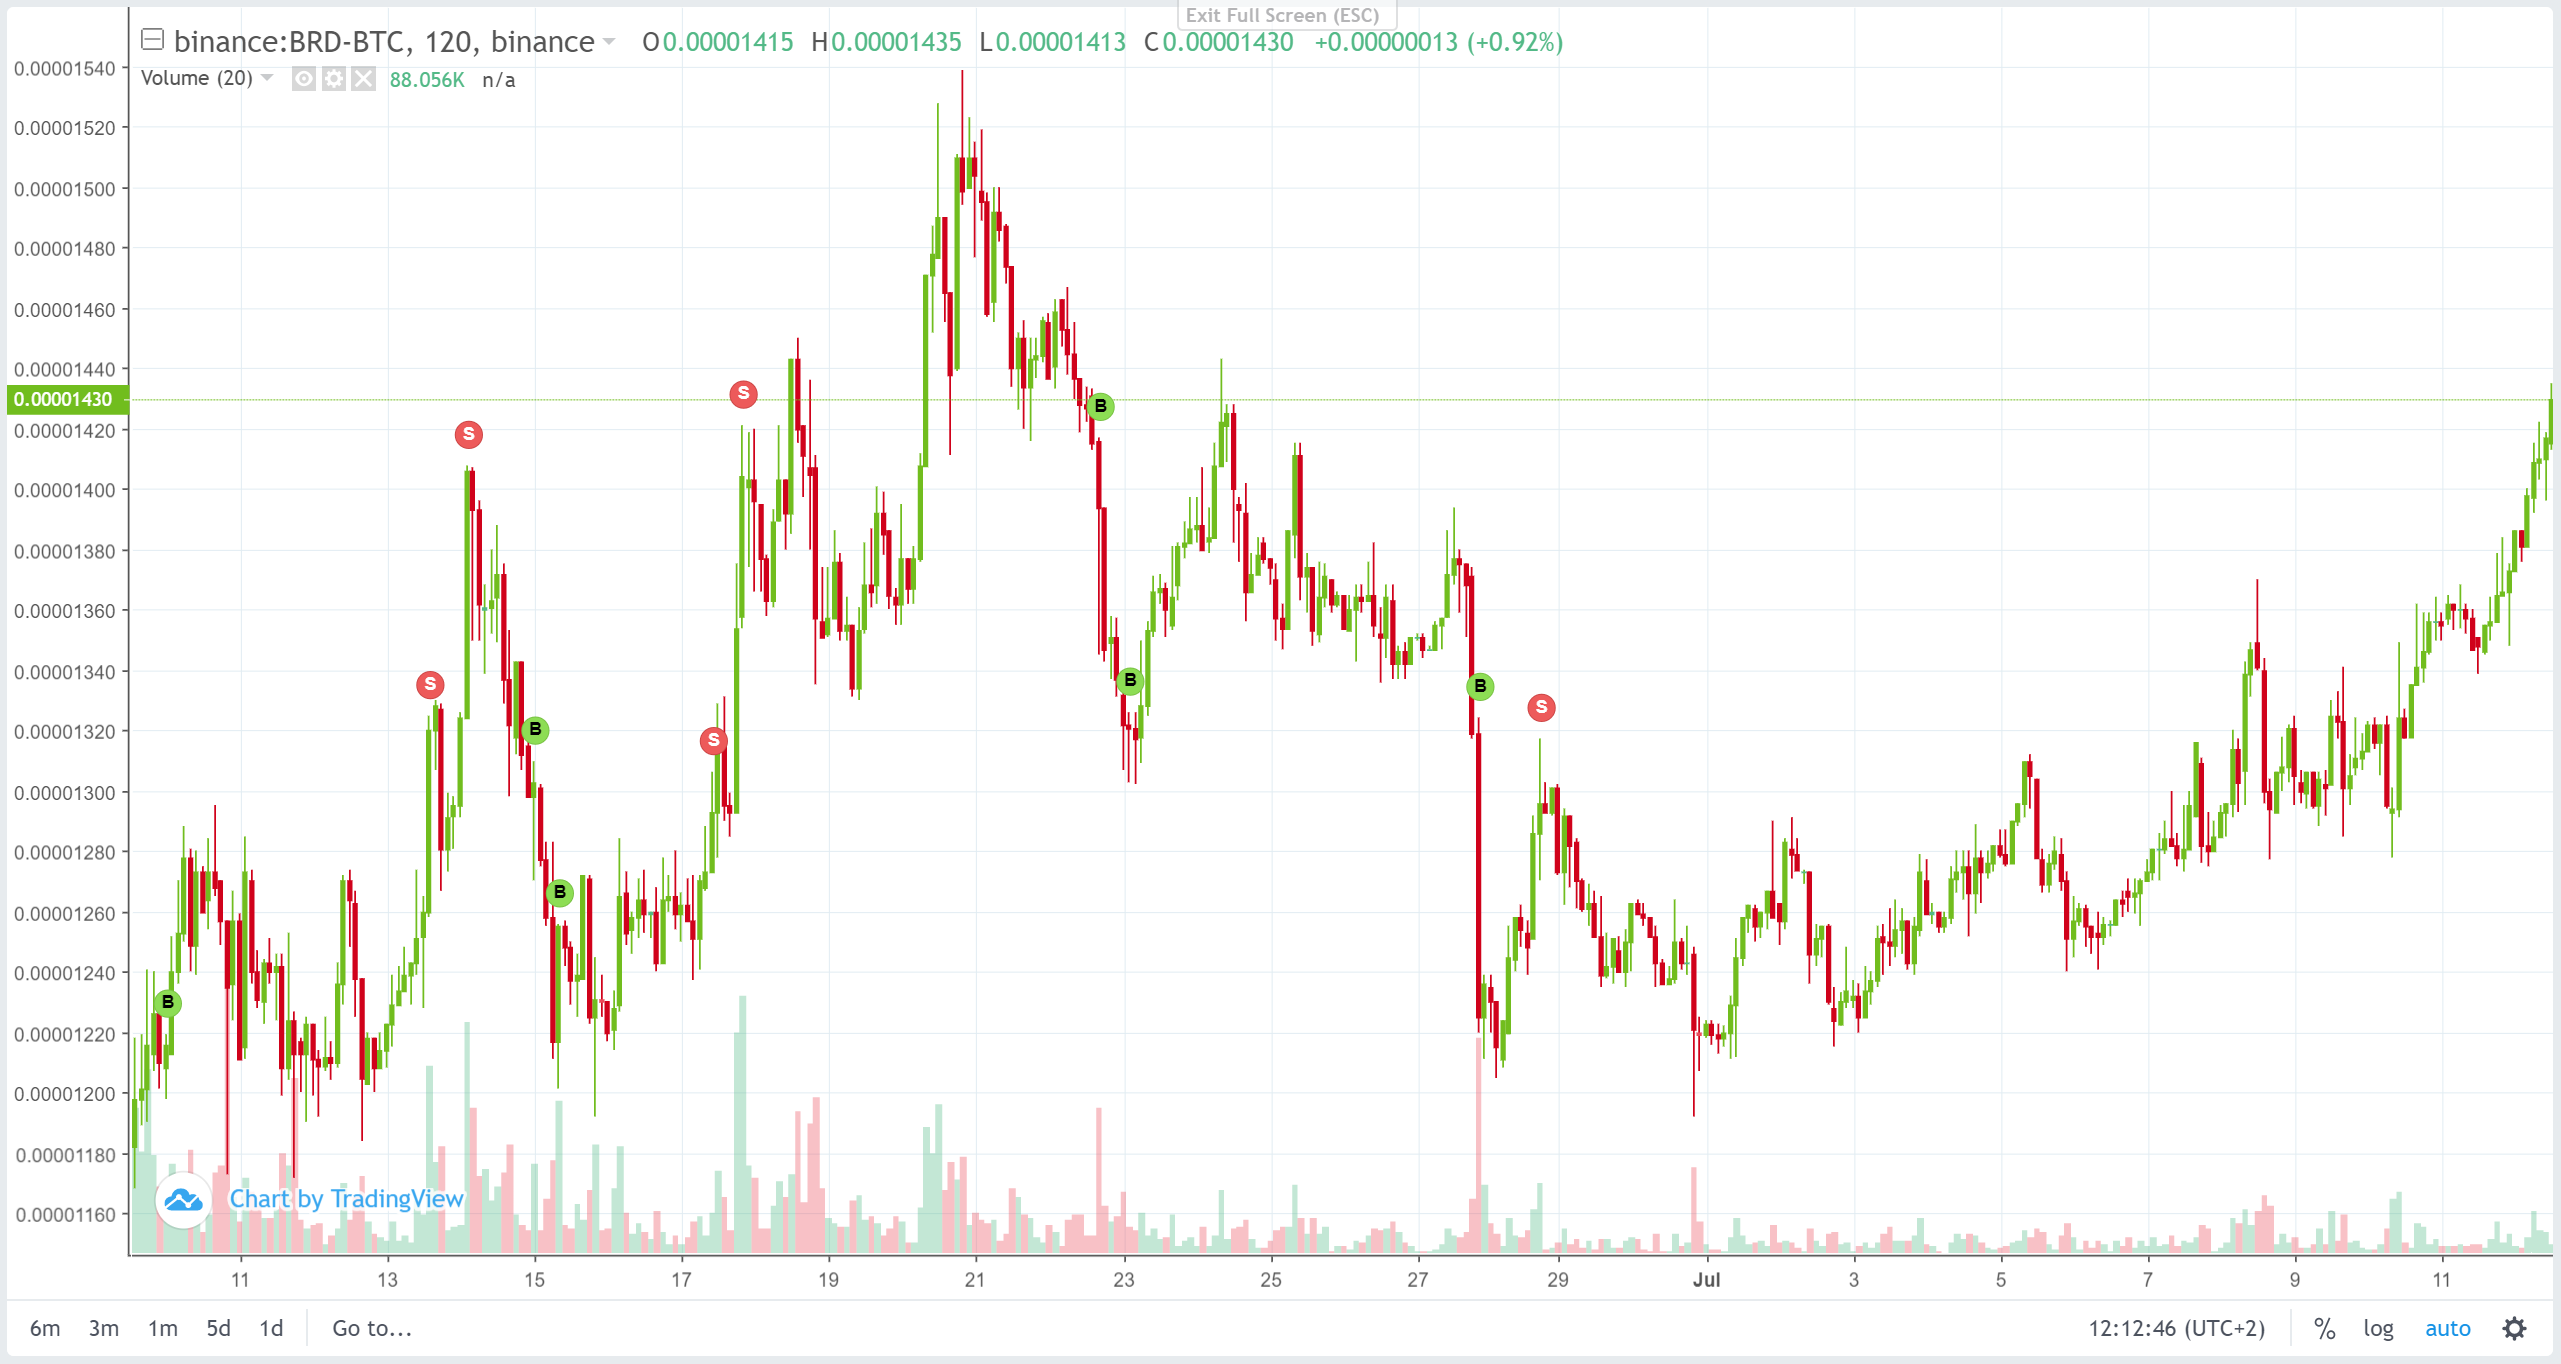 Exit Full Screen (ESC)
binance:BRD-BTC, 120, binance O0.00001415 H0.00001435 L0.00001413 C0.00001430 +0.00000013 (+0.92%)
Volume (20) 88.056K n/a
0.00001540
0.00001520
0.00001500
0.00001480
0.00001460
0.00001440
0.00001430
0.00001420
0.00001400
0.00001380
0.00001360
0.00001340
0.00001320
0.00001300
0.00001280
0.00001260
0.00001240
0.00001220
0.00001200
0.00001180
0.00001160
S
S
B
B
S
S
B
B
B
S
B
Chart by TradingView
11 13 15 17 19 21 23 25 27 29 Jul 3 5 7 9 11
6m 3m 1m 5d 1d Go to... 12:12:46 (UTC+2) % log auto